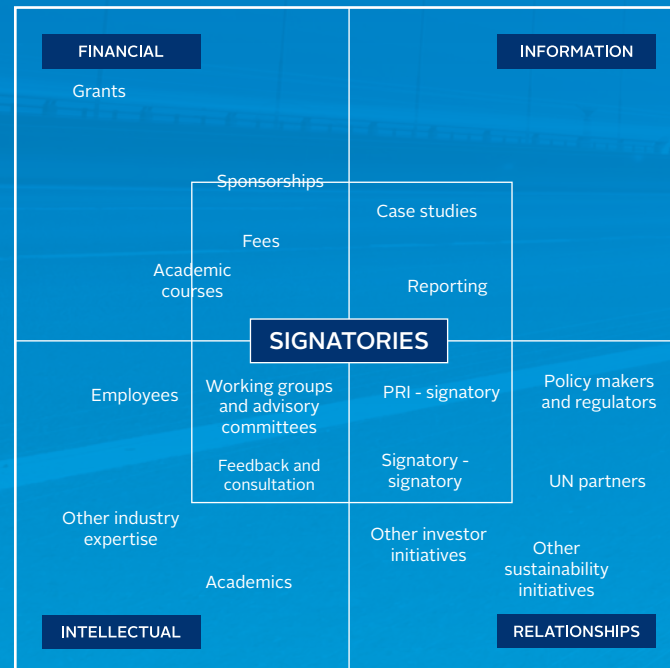 FINANCIAL
INFORMATION
Grants
Sponsorships
Case studies
Fees
Academic
courses
Reporting
SIGNATORIES
Employees
Working groups
and advisory
committees
PRI - signatory
Policy makers
and regulators
Feedback and
consultation
Signatory -
signatory
UN partners
Other industry
expertise
Other investor
initiatives
Other
sustainability
initiatives
Academics
INTELLECTUAL
RELATIONSHIPS